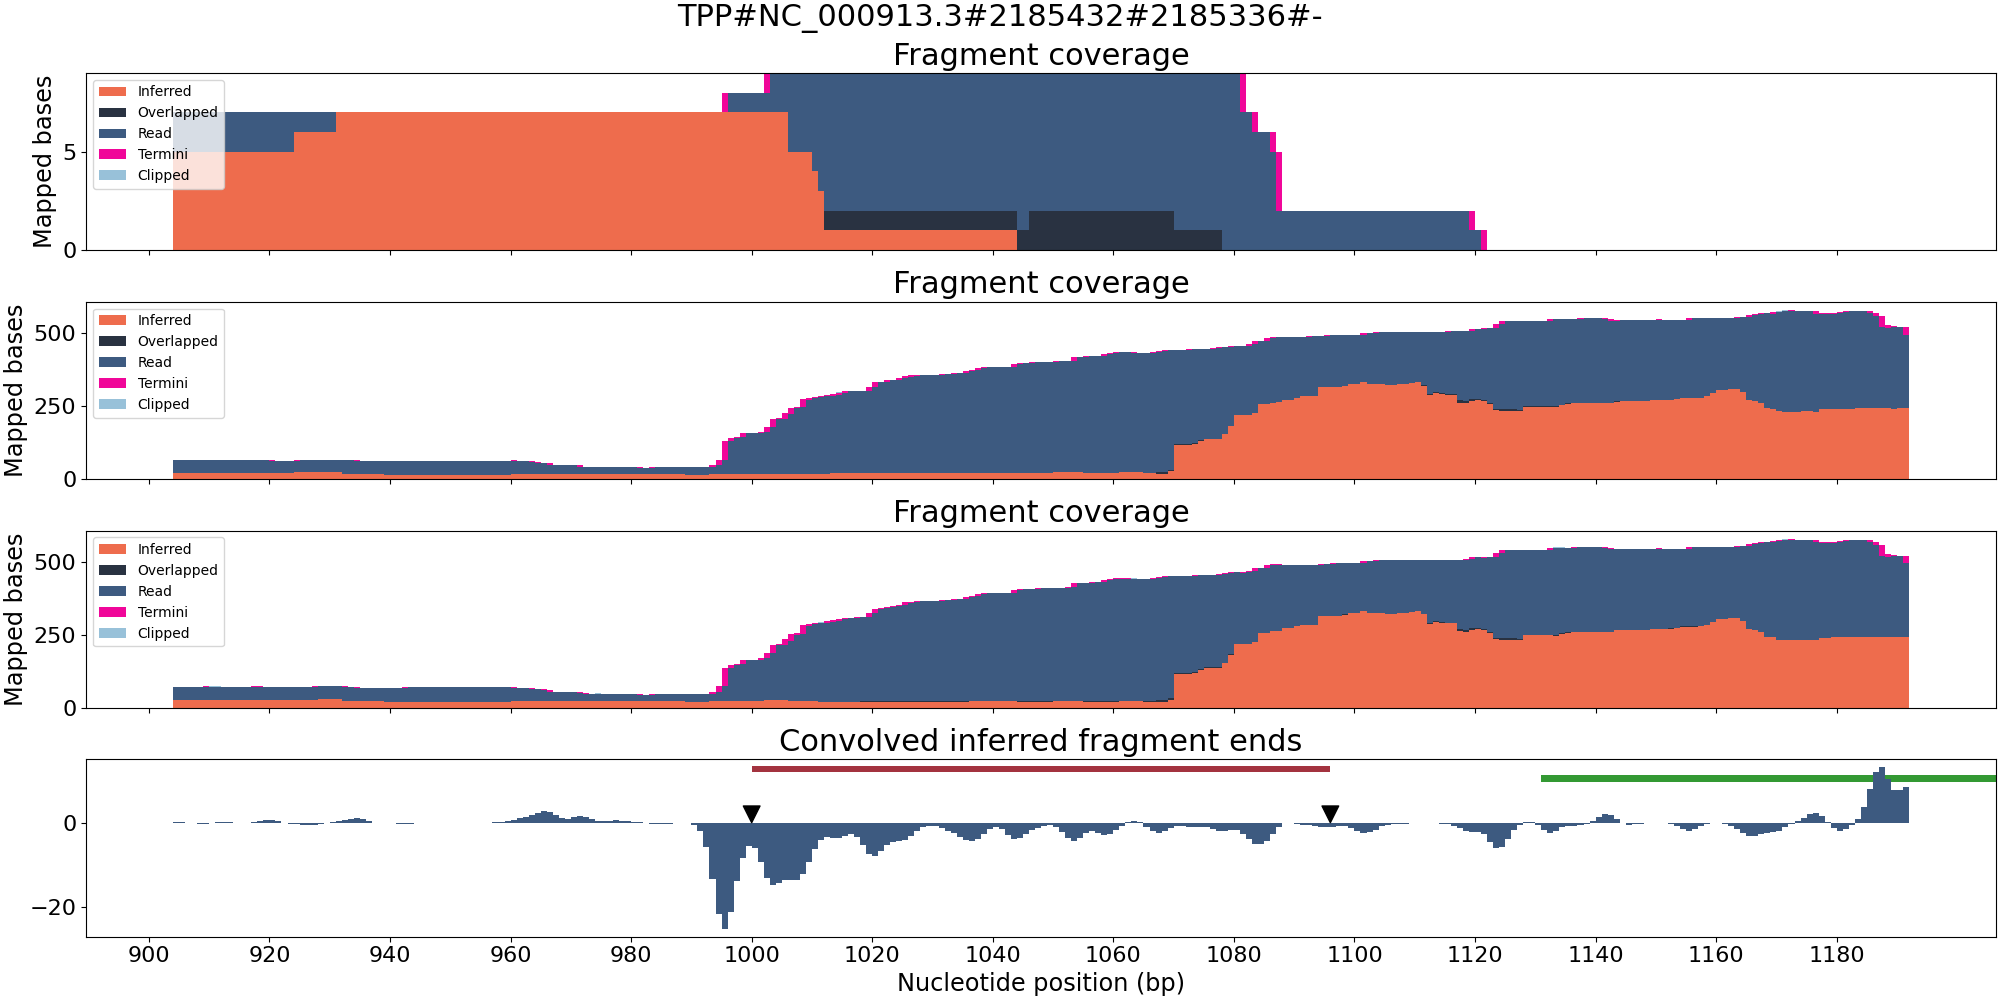 TPP#NC_000913.3#2185432#2185336#-
Fragment coverage
Mapped bases
5
0
Inferred
Overlapped
Read
Termini
Clipped
Fragment coverage
Mapped bases
500
250
0
Inferred
Overlapped
Read
Termini
Clipped
Fragment coverage
Mapped bases
500
250
0
Inferred
Overlapped
Read
Termini
Clipped
Convolved inferred fragment ends
0
−20
900 920 940 960 980 1000 1020 1040 1060 1080 1100 1120 1140 1160 1180
Nucleotide position (bp)